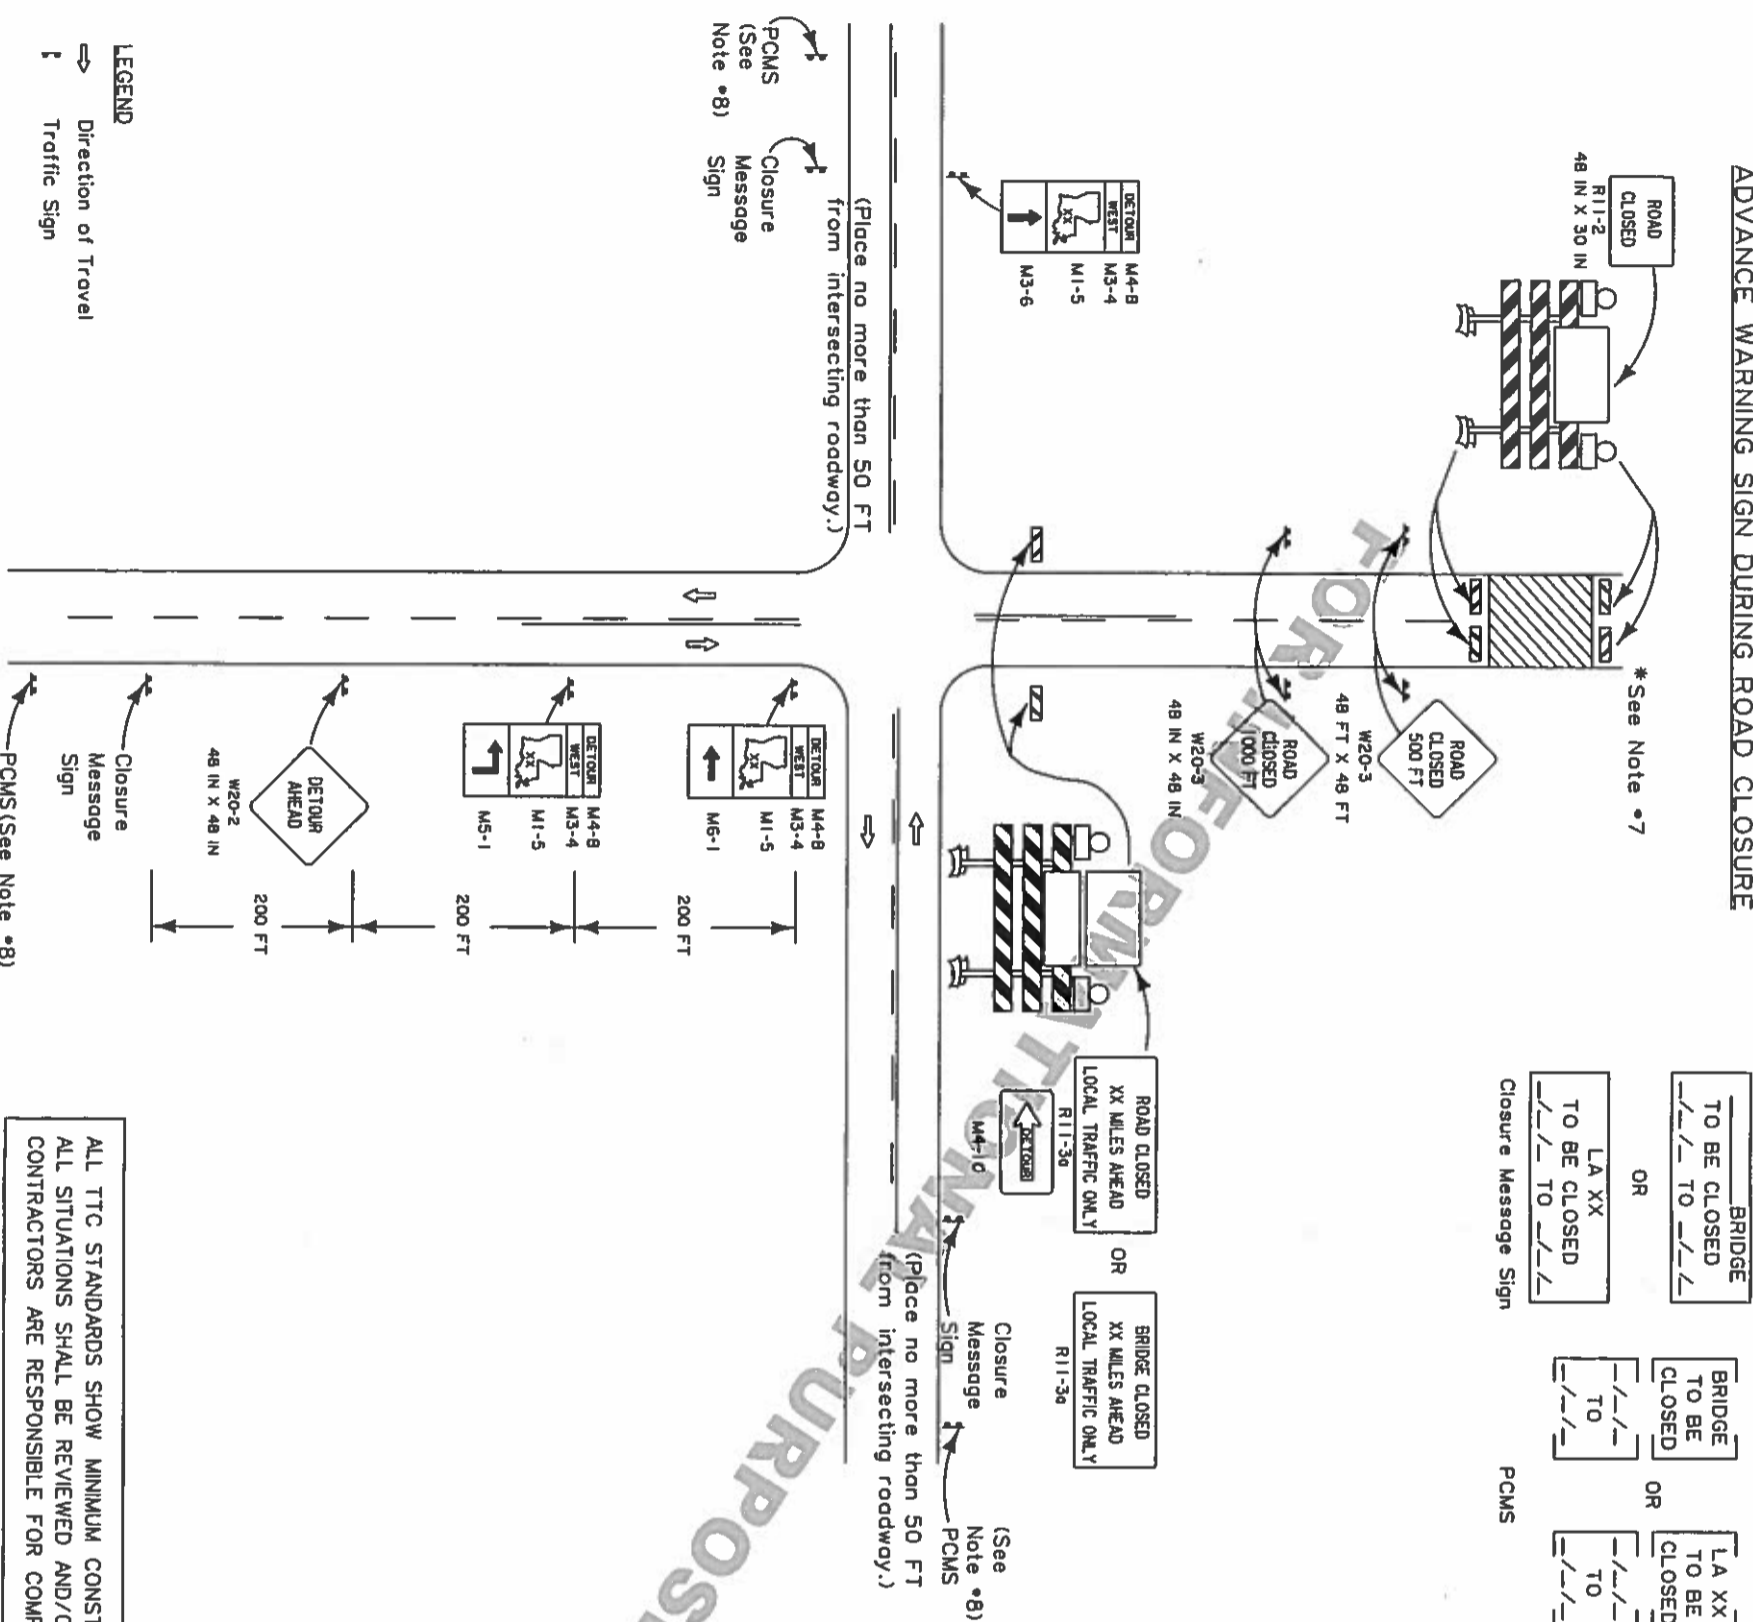 ADVANCE WARNING SIGN DURING ROAD CLOSURE
ROAD
CLOSED
R11-2
48 IN X 30 IN
*See Note •7
ROAD
CLOSED
500 FT
W20-3
48 FT X 48 FT
ROAD
CLOSED
1000 FT
W20-3
48 IN X 48 IN
BRIDGE
TO BE CLOSED
_/_/_ TO _/_/_
OR
LA XX
TO BE CLOSED
_/_/_ TO _/_/_
Closure Message Sign
BRIDGE
TO BE
CLOSED
_/_/_
TO
_/_/_
OR
LA XX
TO BE
CLOSED
_/_/_
TO
_/_/_
PCMS
DETOUR
WEST
XX
M4-8
M3-4
M1-5
M3-6
ROAD CLOSED
XX MILES AHEAD
LOCAL TRAFFIC ONLY
R11-3a
DETOUR
M4-10
OR
BRIDGE CLOSED
XX MILES AHEAD
LOCAL TRAFFIC ONLY
R11-3a
Closure
Message
Sign
(See
Note •8)
PCMS
(Place no more than 50 FT
from intersecting roadway.)
(Place no more than 50 FT
from intersecting roadway.)
PCMS
(See
Note •8)
Closure
Message
Sign
DETOUR
WEST
XX
M4-8
M3-4
M1-5
M6-1
200 FT
DETOUR
WEST
XX
M4-8
M3-4
M1-5
M5-1
200 FT
DETOUR
AHEAD
W20-2
48 IN X 48 IN
200 FT
Closure
Message
Sign
PCMS (See Note •8)
LEGEND
Direction of Travel
Traffic Sign
ALL TTC STANDARDS SHOW MINIMUM CONST
ALL SITUATIONS SHALL BE REVIEWED AND/O
CONTRACTORS ARE RESPONSIBLE FOR COMP
FOR INFORMATIONAL PURPOS